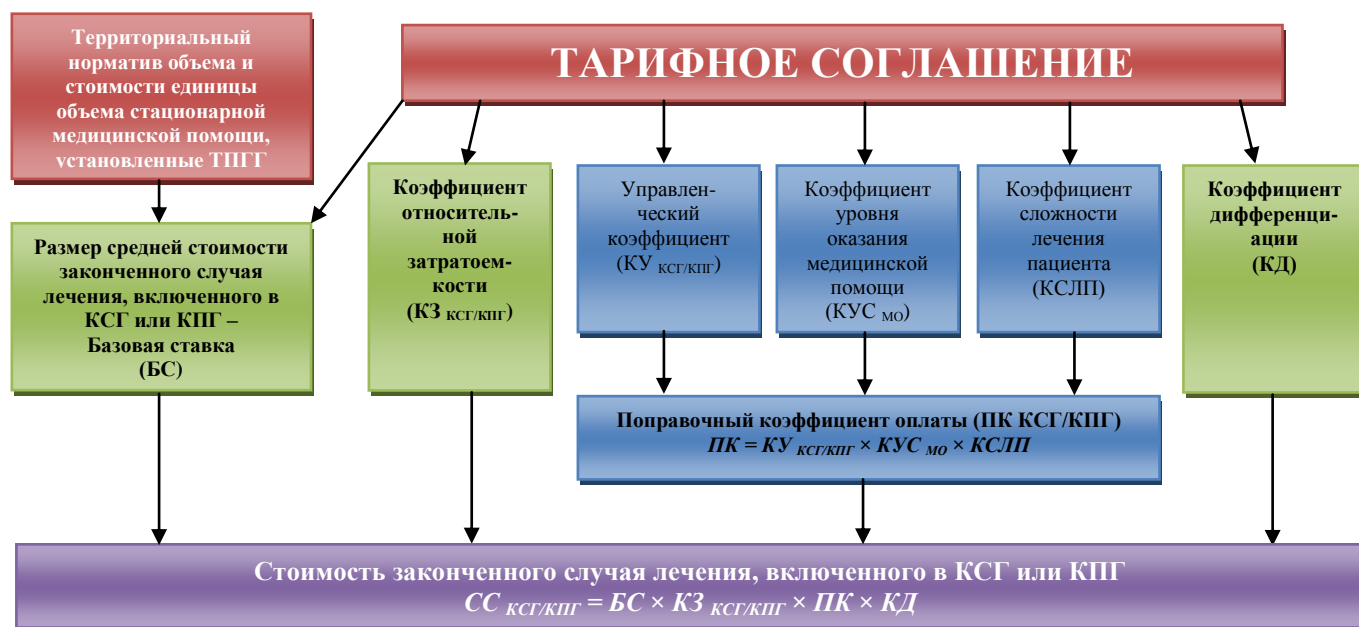 Территориальный
норматив объема и
стоимости единицы
объема стационарной
медицинской помощи,
установленные ТПГГ
ТАРИФНОЕ СОГЛАШЕНИЕ
Размер средней стоимости
законченного случая
лечения, включенного в
КСГ или КПГ –
Базовая ставка
(БС)
Коэффициент
относитель-
ной
затратоем-
кости
(КЗ КСГ/КПГ)
Управлен-
ческий
коэффициент
(КУ КСГ/КПГ)
Коэффициент
уровня
оказания
медицинской
помощи
(КУС МО)
Коэффициент
сложности
лечения
пациента
(КСЛП)
Коэффициент
дифференци-
ации
(КД)
Поправочный коэффициент оплаты (ПК КСГ/КПГ)
ПК = КУ КСГ/КПГ × КУС МО × КСЛП
Стоимость законченного случая лечения, включенного в КСГ или КПГ
СС КСГ/КПГ = БС × КЗ КСГ/КПГ × ПК × КД